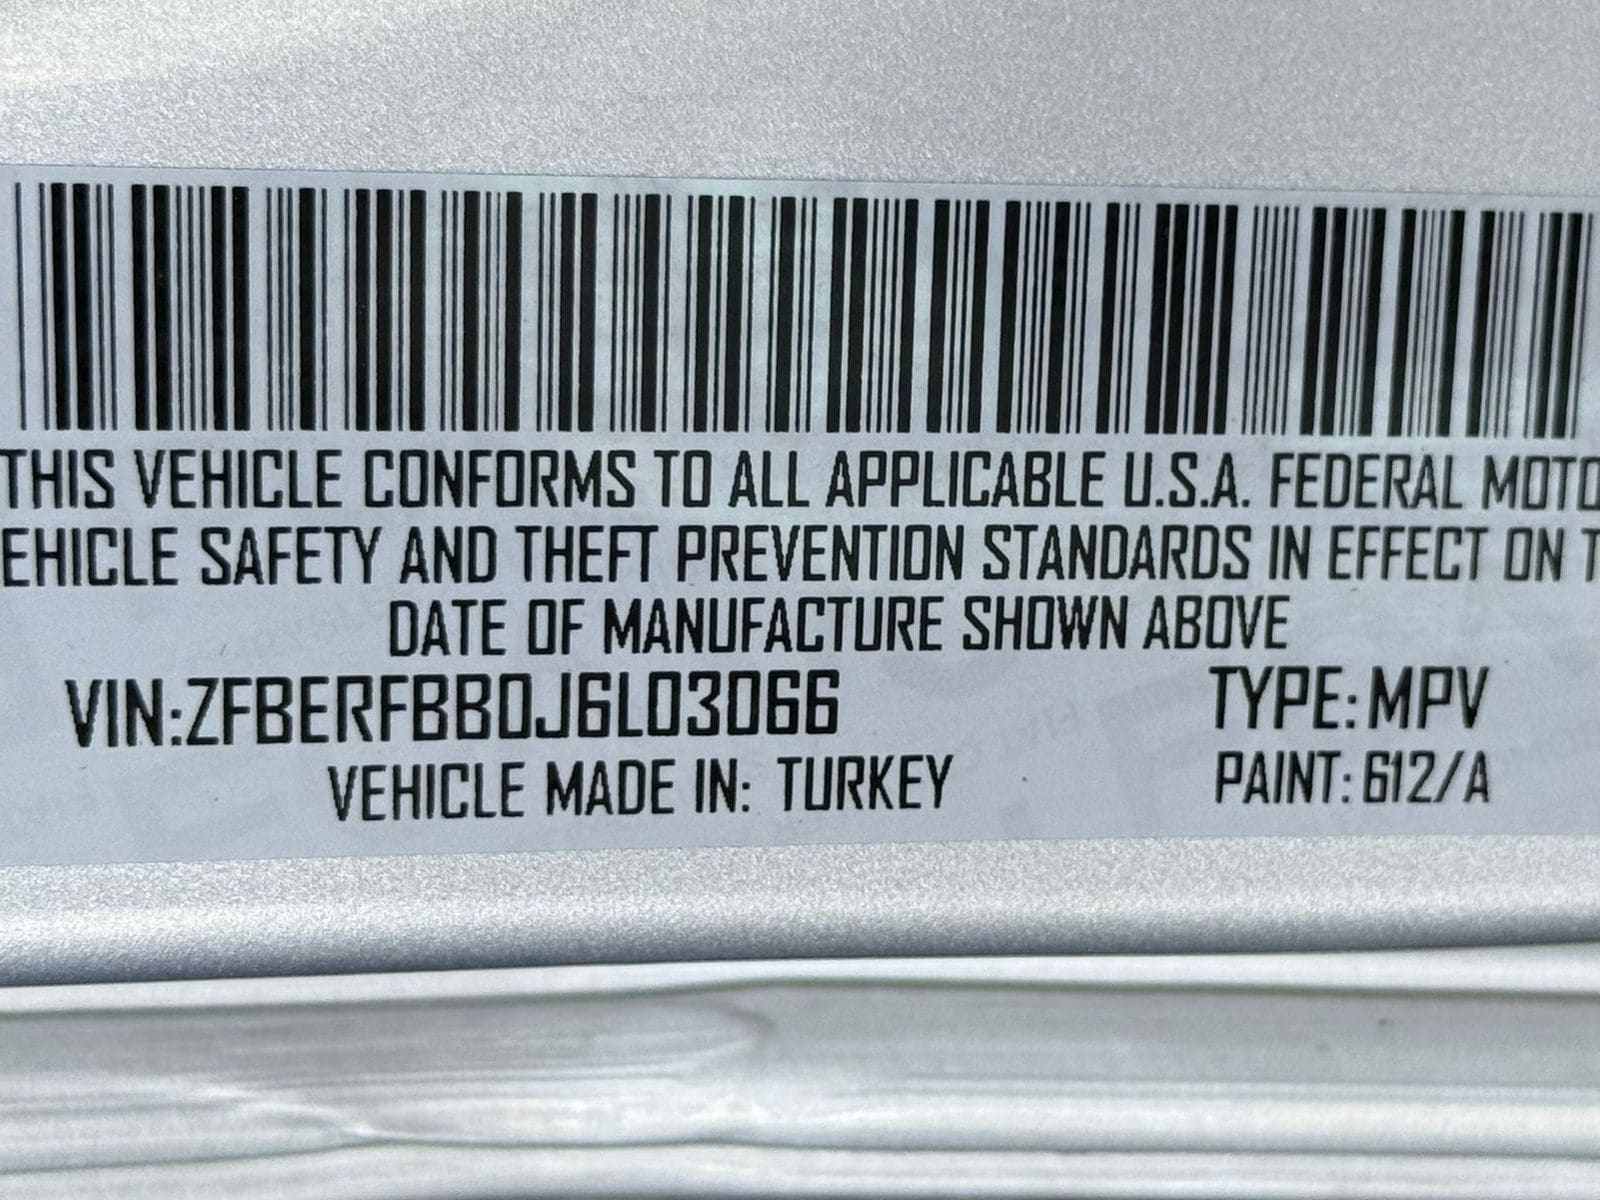 THIS VEHICLE CONFORMS TO ALL APPLICABLE U.S.A. FEDERAL MOTO
EHICLE SAFETY AND THEFT PREVENTION STANDARDS IN EFFECT ON T
DATE OF MANUFACTURE SHOWN ABOVE
VIN:ZFBERFBB0J6L03066 TYPE: MPV
VEHICLE MADE IN: TURKEY PAINT: 612/A